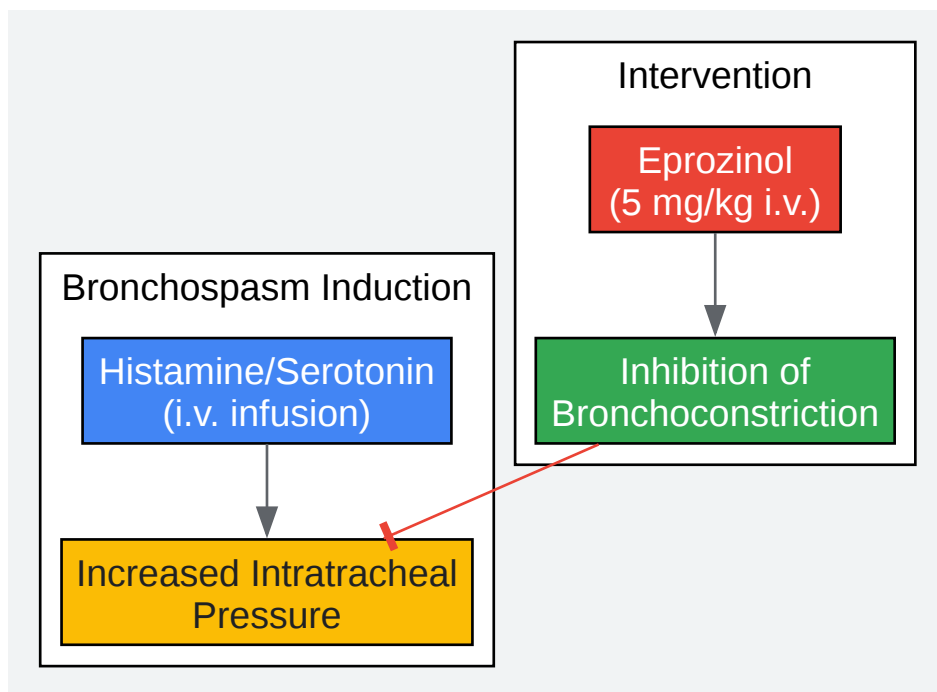 Intervention
Eprozinol
(5 mg/kg i.v.)
Inhibition of
Bronchoconstriction
Bronchospasm Induction
Histamine/Serotonin
(i.v. infusion)
Increased Intratracheal
Pressure